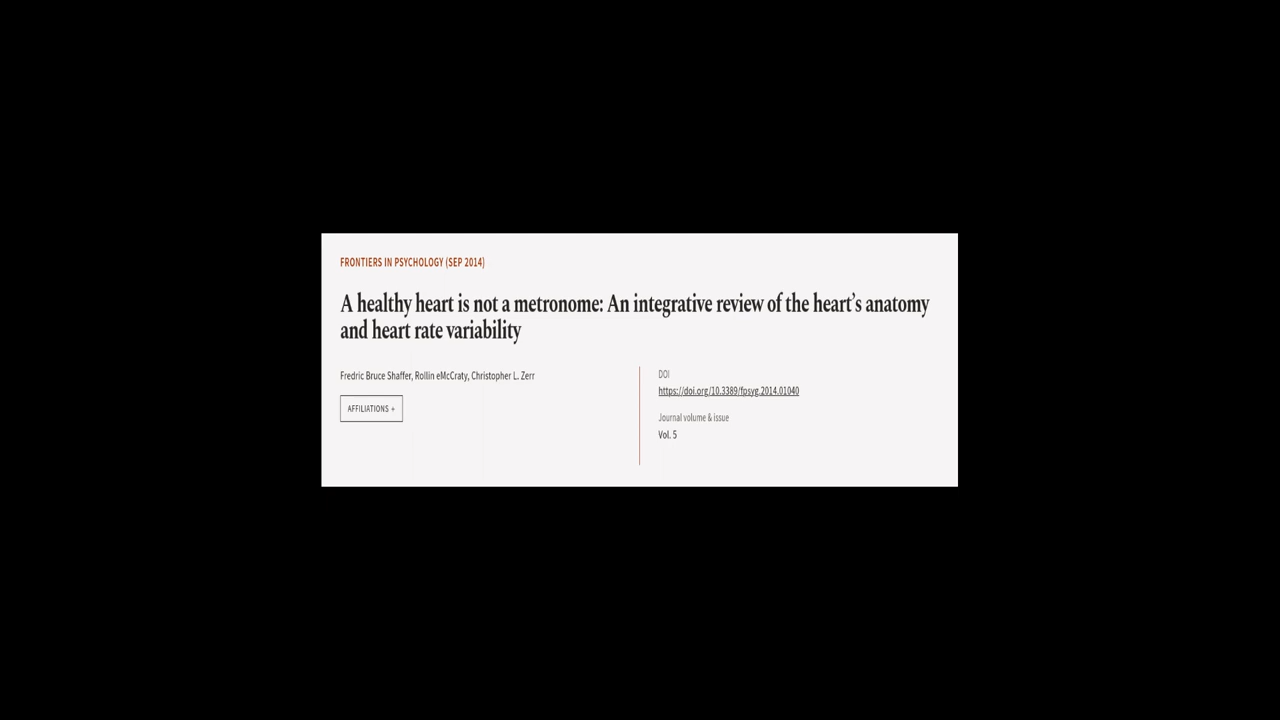 FRONTIERS IN PSYCHOLOGY (SEP 2014)
A healthy heart is not a metronome: An integrative review of the heart's anatomy
and heart rate variability
Fredric Bruce Shaffer, Rollin eMcCraty, Christopher L. Zerr
AFFILIATIONS +
DOI
https://doi.org/10.3389/fpsyg.2014.01040
Journal volume & issue
Vol. 5